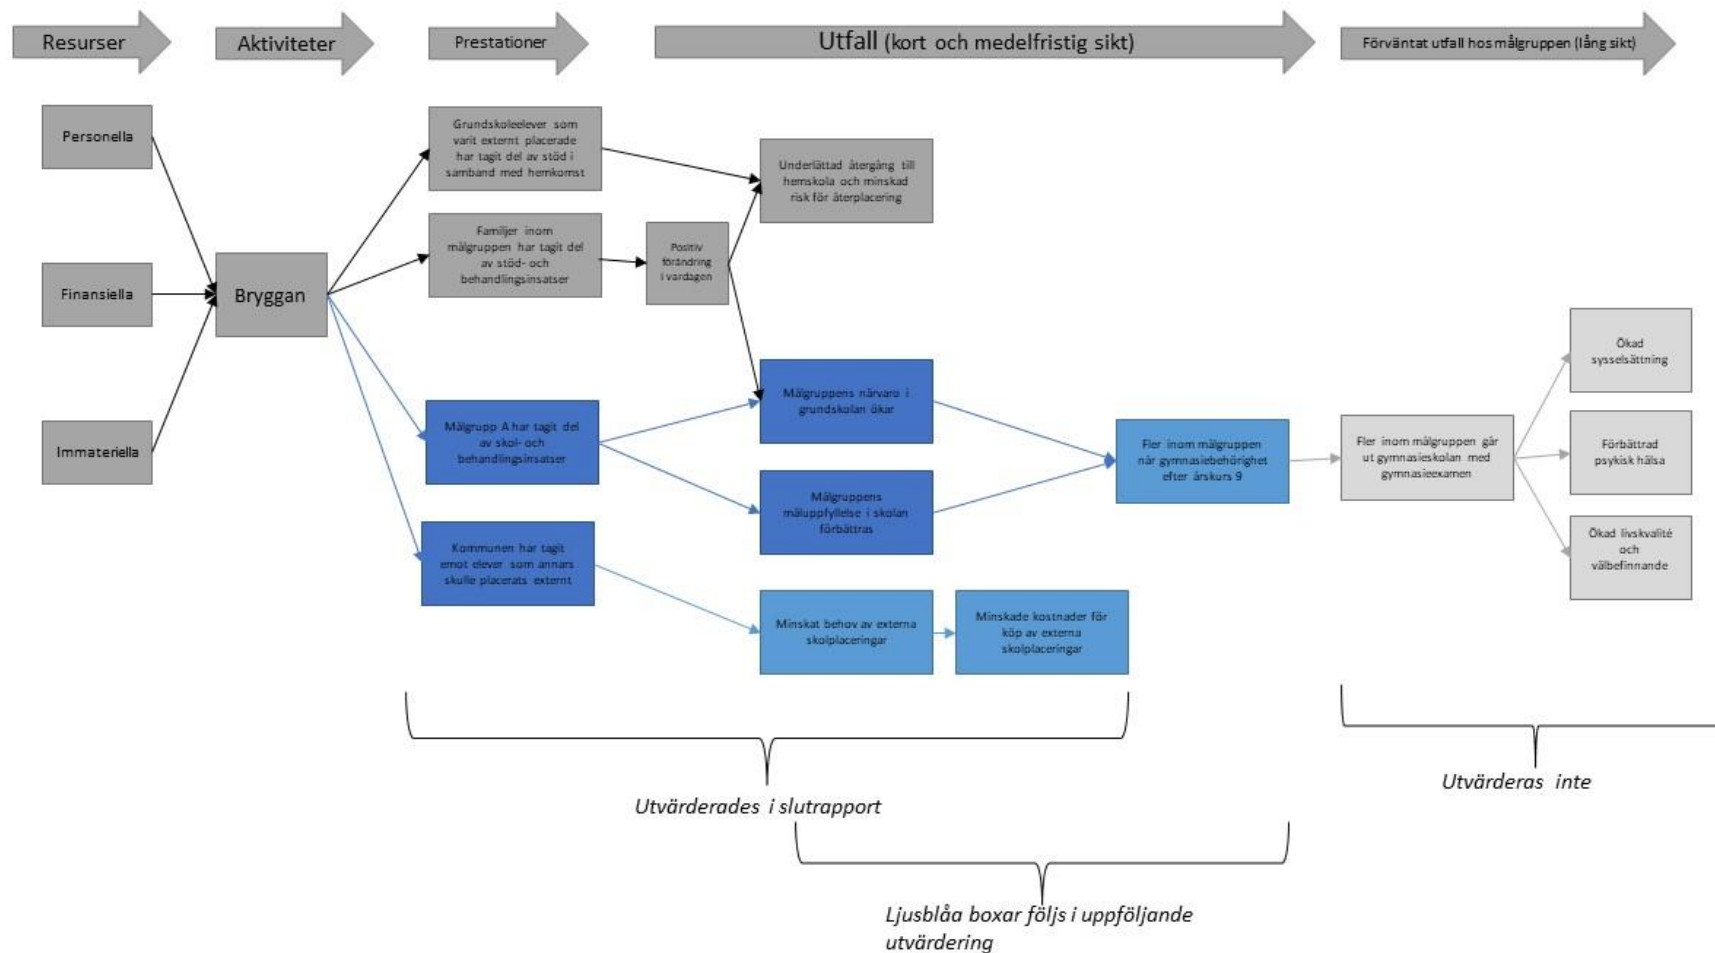 Resurser
Aktiviteter
Prestationer
Utfall (kort och medelfristig sikt)
Förväntat utfall hos målgruppen (lång sikt)
Personella
Finansiella
Immateriella
Bryggan
Grundskoleelever som
varit externt placerade
har tagit del av stöd i
samband med hemkomst
Familjer inom
målgruppen har tagit del
av stöd- och
behandlingsinsatser
Målgrupp A har tagit del
av skol- och
behandlingsinsatser
Kommunen har tagit
emot elever som annars
skulle placerats externt
Positiv
förändring
i vardagen
Underlättad återgång till
hemskola och minskad
risk för återplacering
Målgruppens närvaro i
grundskolan ökar
Målgruppens
måluppfyllelse i skolan
förbättras
Minskat behov av externa
skolplaceringar
Minskade kostnader för
köp av externa
skolplaceringar
Fler inom målgruppen
når gymnasiebehörighet
efter årskurs 9
Fler inom målgruppen går
ut gymnasieskolan med
gymnasieexamen
Ökad
sysselsättning
Förbättrad
psykisk hälsa
Ökad livskvalité
och
välbefinnande
Utvärderades i slutrapport
Utvärderas inte
Ljusblåa boxar följs i uppföljande
utvärdering